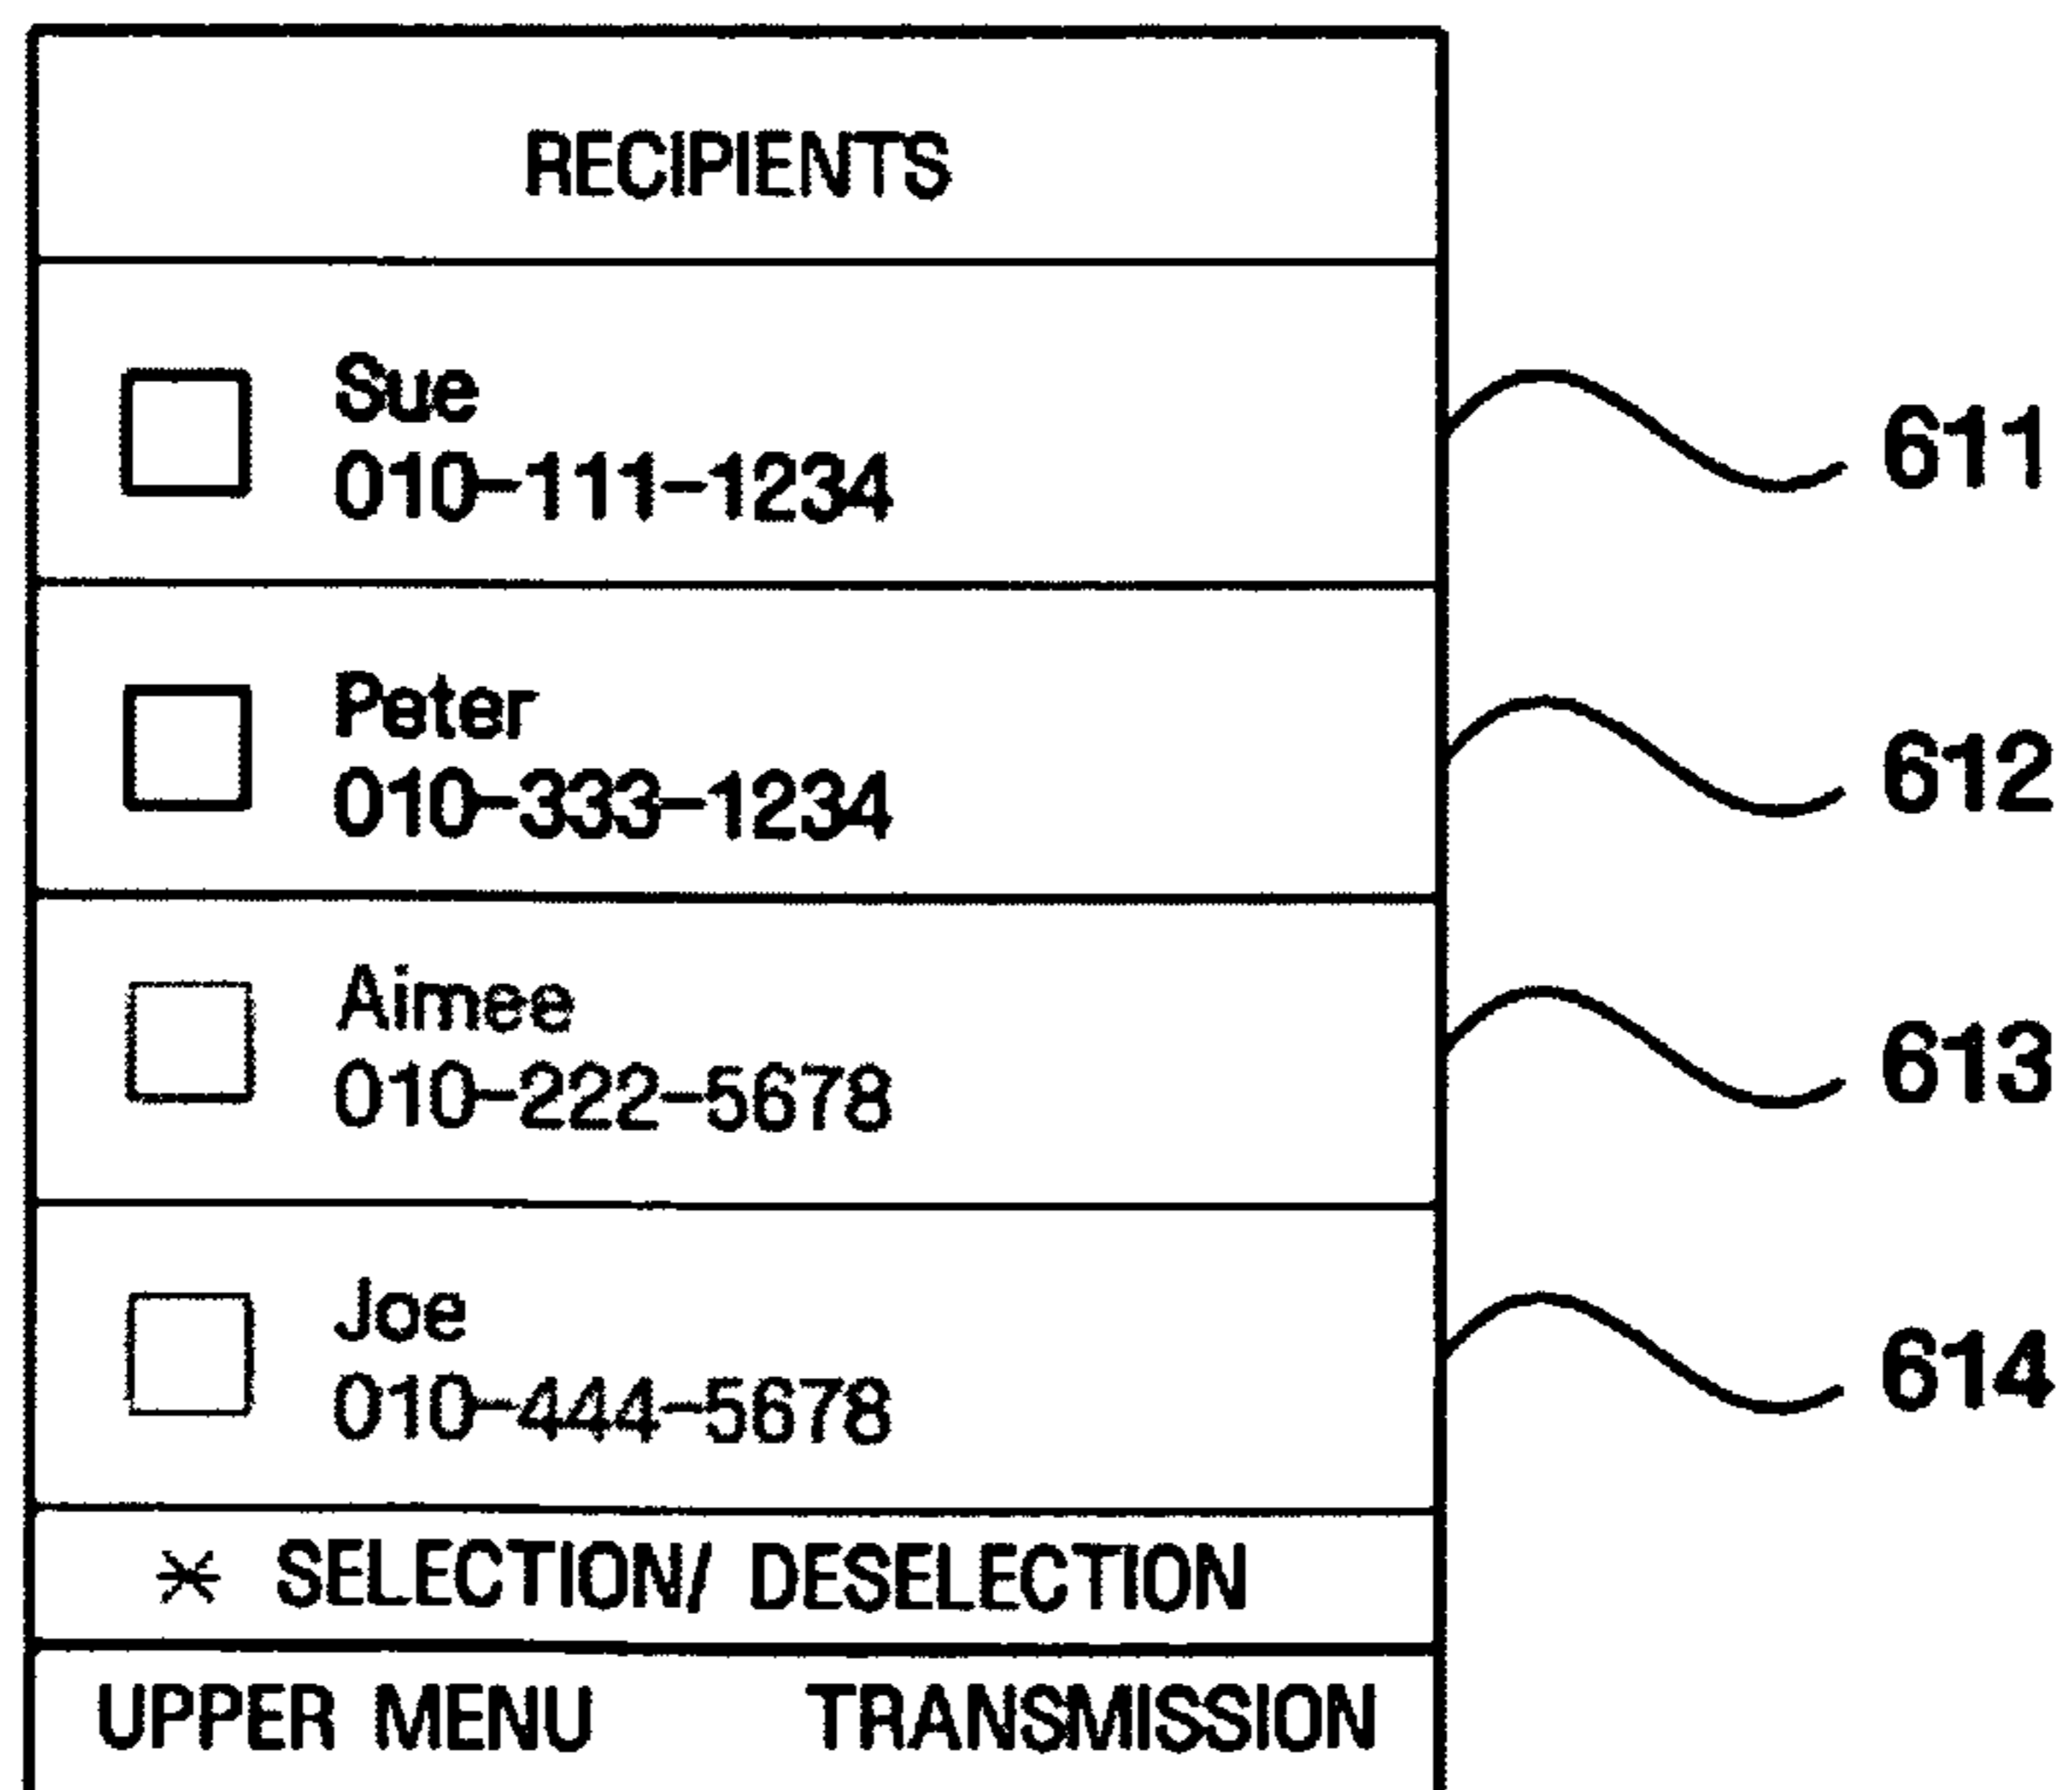 RECIPIENTS
Sue
010-111-1234
611
Peter
010-333-1234
612
Aimee
010-222-5678
613
Joe
010-444-5678
614
* SELECTION/ DESELECTION
UPPER MENU TRANSMISSION